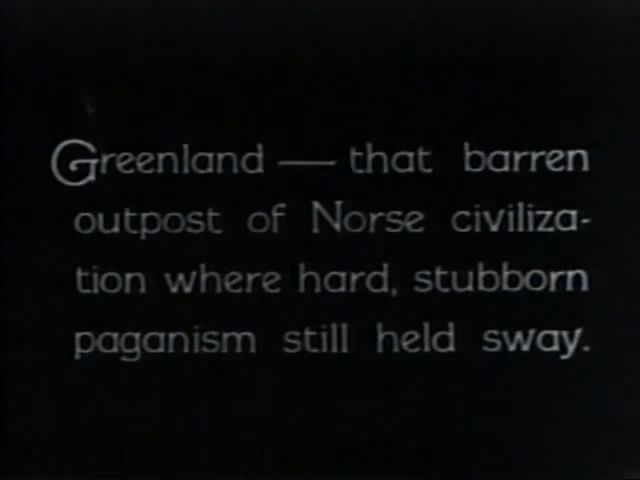 Greenland — that barren
outpost of Norse civiliza-
tion where hard, stubborn
paganism still held sway.